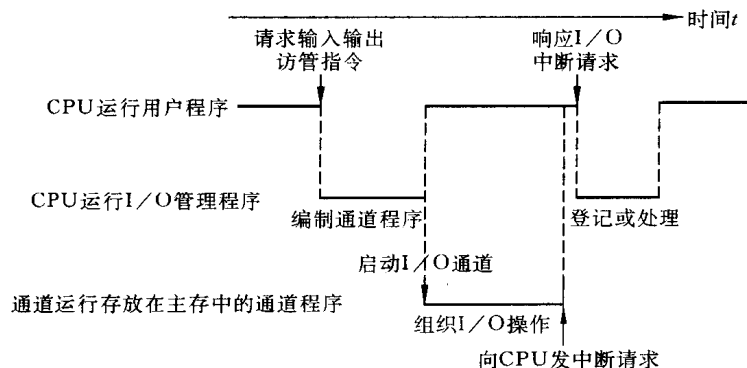 时间t
请求输入输出
访管指令
响应I/O
中断请求
CPU运行用户程序
CPU运行I/O管理程序
编制通道程序
登记或处理
启动I/O通道
通道运行存放在主存中的通道程序
组织I/O操作
向CPU发中断请求